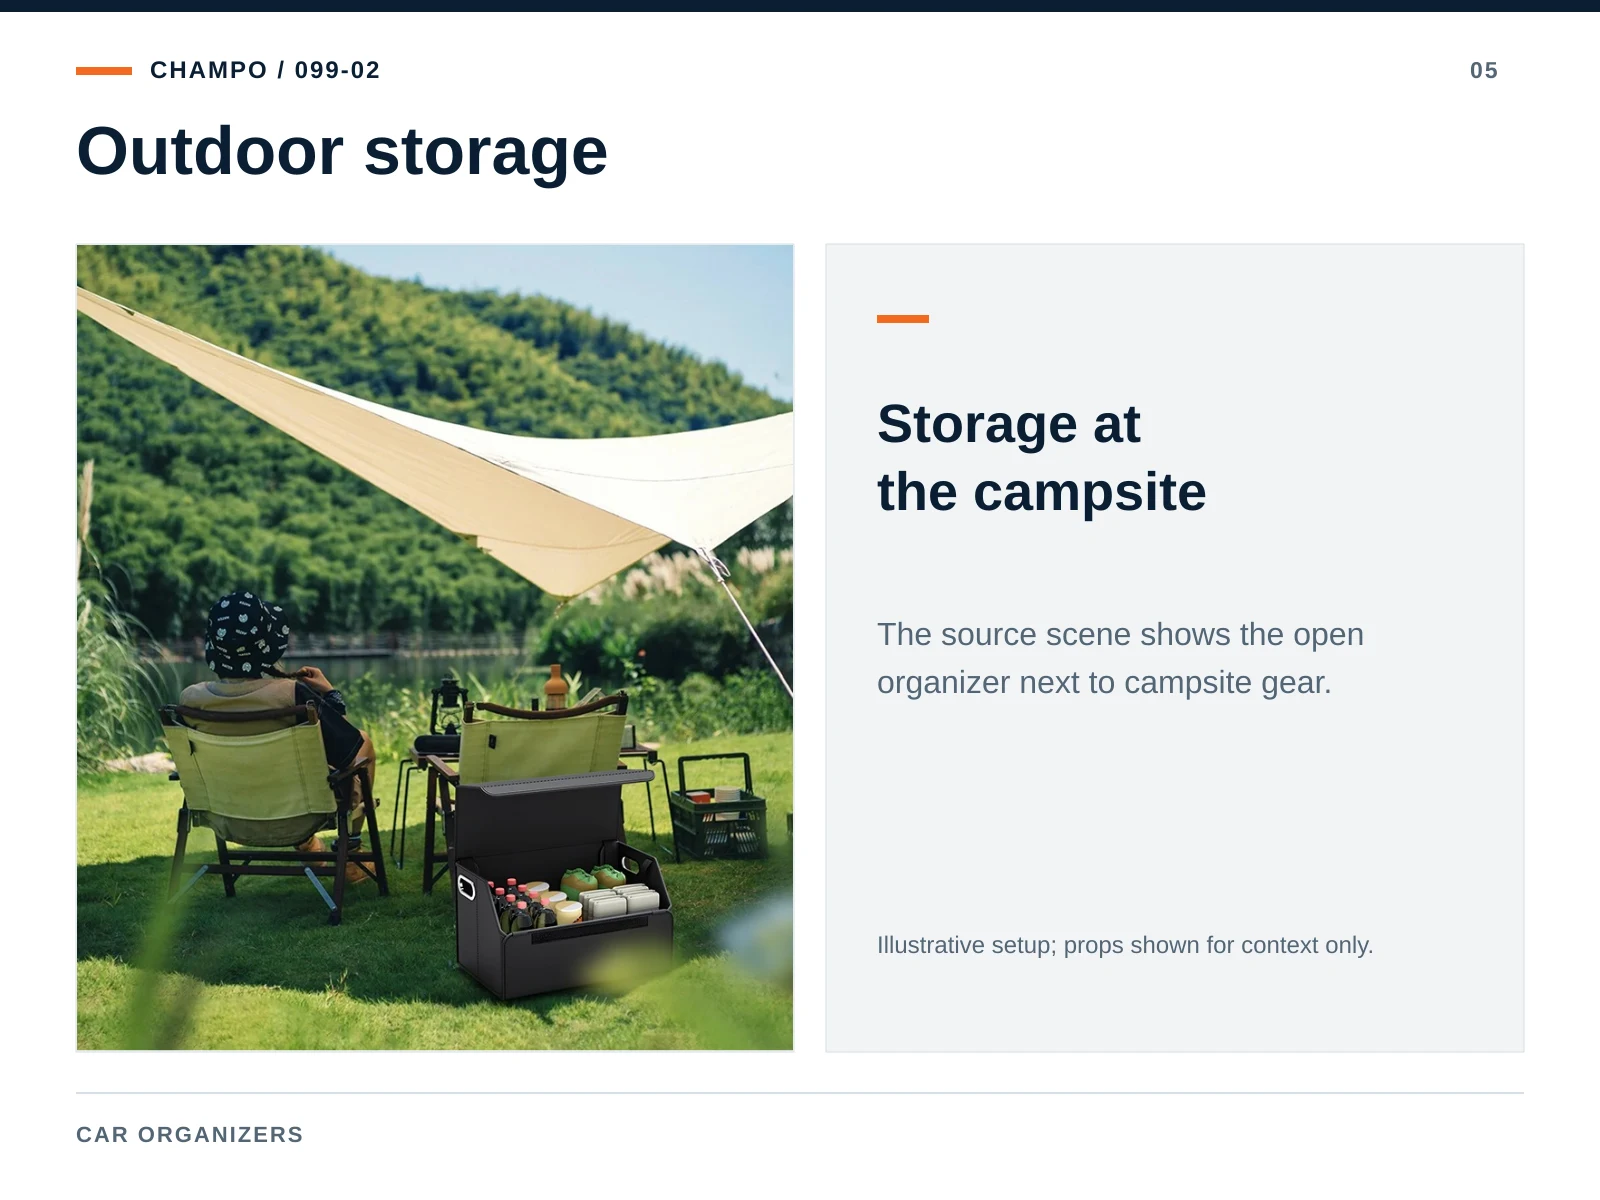 CHAMPO / 099-02
05
Outdoor storage
Storage at
the campsite
The source scene shows the open
organizer next to campsite gear.
Illustrative setup; props shown for context only.
CAR ORGANIZERS